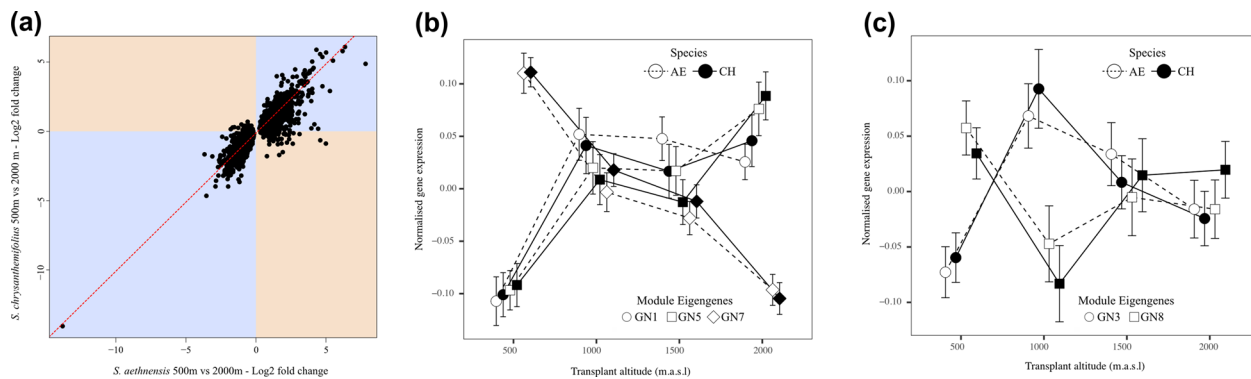 (a)
5
0
−5
−10
−10
−5
0
5
S. chrysanthemifolius 500m vs 2000 m - Log2 fold change
S. aethnensis 500m vs 2000m - Log2 fold change
(b)
Species
AE CH
0.10
0.05
0.00
−0.05
−0.10
Normalised gene expression
Module Eigengenes
GN1 GN5 GN7
500
1000
1500
2000
Transplant altitude (m.a.s.l)
(c)
Species
AE CH
0.10
0.05
0.00
−0.05
−0.10
Normalised gene expression
Module Eigengenes
GN3 GN8
500
1000
1500
2000
Transplant altitude (m.a.s.l)